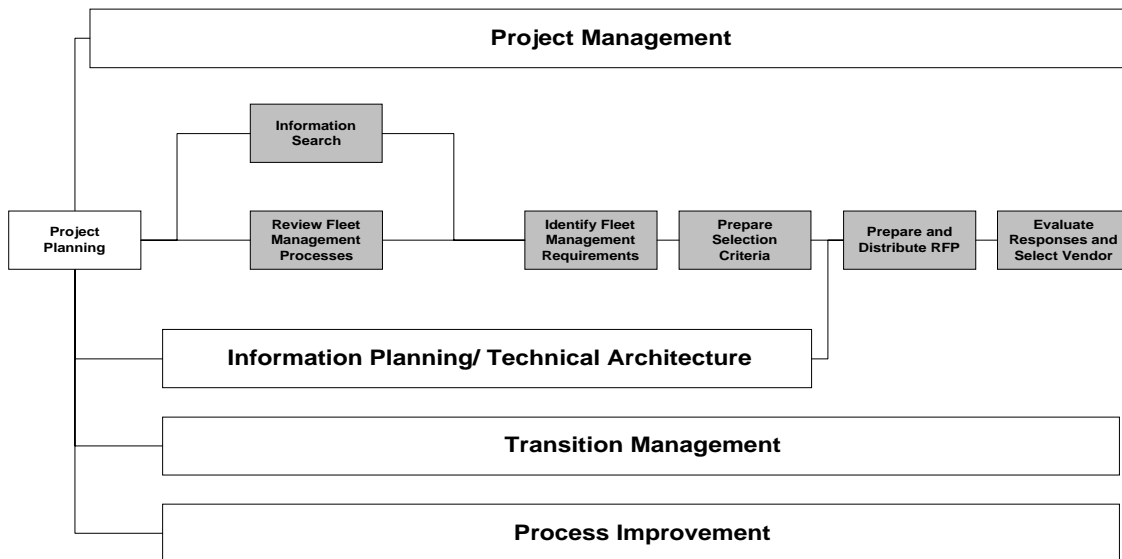 Project Management
Information
Search
Project
Planning
Review Fleet
Management
Processes
Identify Fleet
Management
Requirements
Prepare
Selection
Criteria
Prepare and
Distribute RFP
Evaluate
Responses and
Select Vendor
Information Planning/ Technical Architecture
Transition Management
Process Improvement